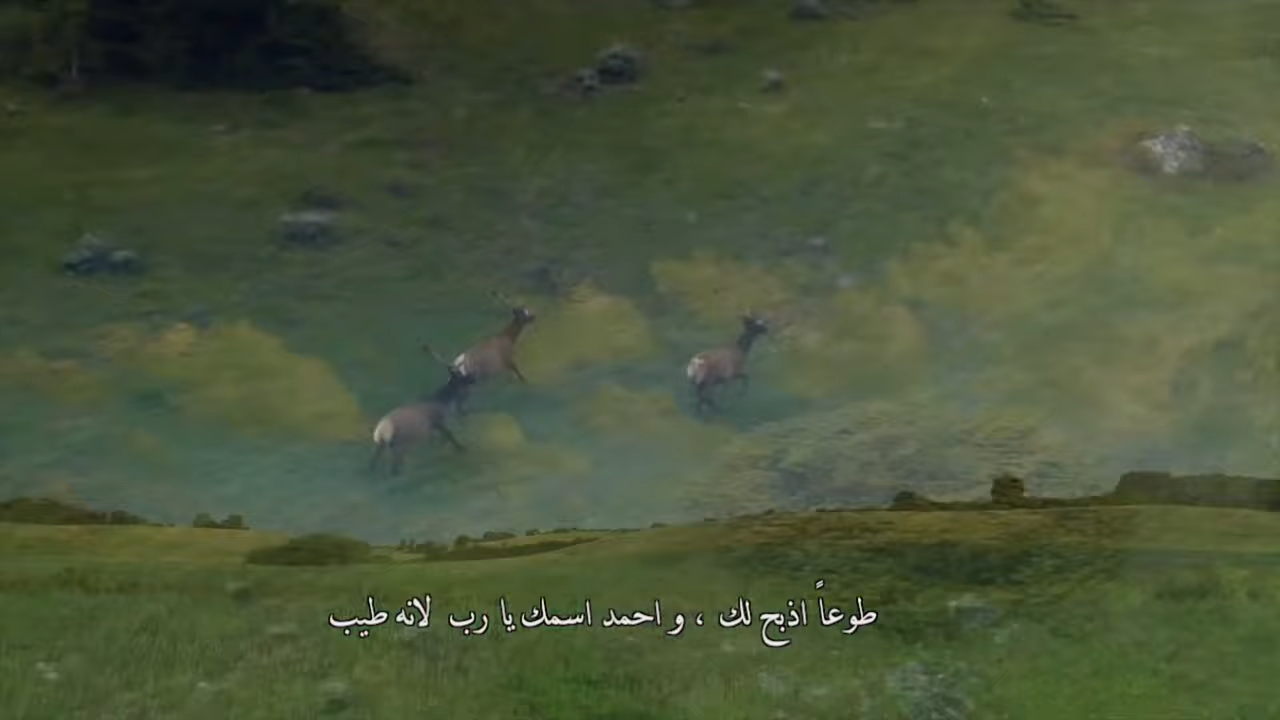 طوعاً اذبح لك ، و احمد اسمك يا رب لانه طيب